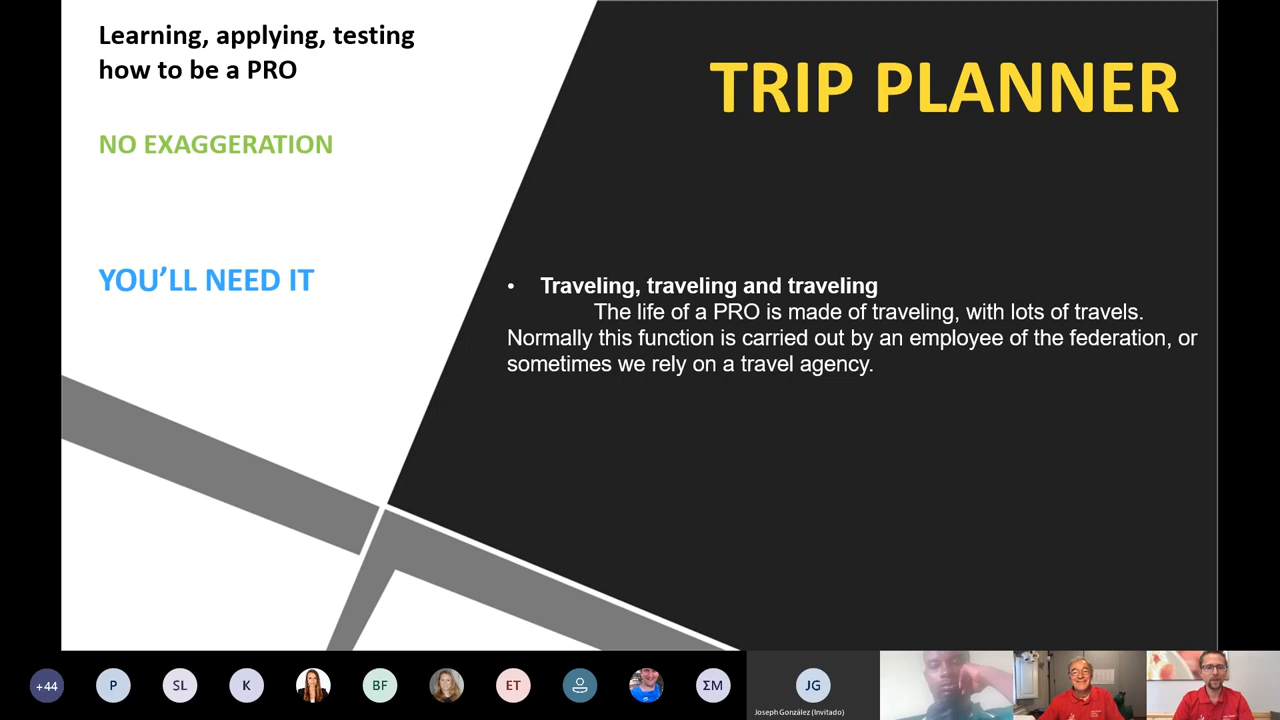 Learning, applying, testing
how to be a PRO
NO EXAGGERATION
YOU’LL NEED IT
TRIP PLANNER
• Traveling, traveling and traveling
The life of a PRO is made of traveling, with lots of travels.
Normally this function is carried out by an employee of the federation, or
sometimes we rely on a travel agency.
+44
P
SL
K
BF
ET
ΣM
JG
Joseph González (Invitado)